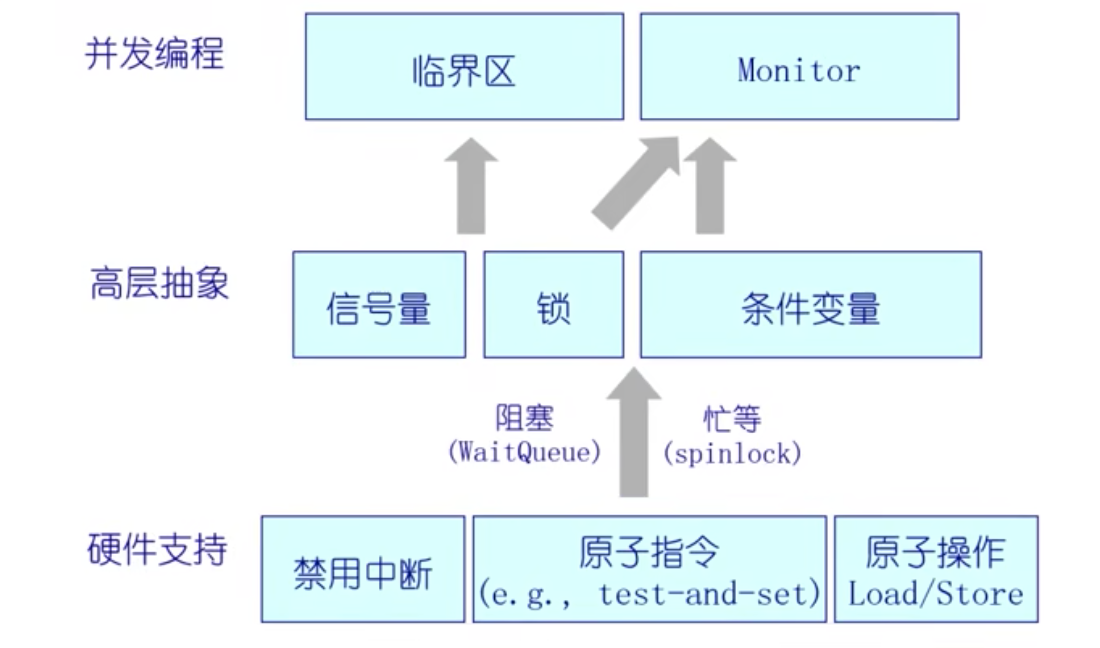 并发编程
临界区
Monitor
高层抽象
信号量
锁
条件变量
阻塞
(WaitQueue)
忙等
(spinlock)
硬件支持
禁用中断
原子指令
(e.g., test-and-set)
原子操作
Load/Store